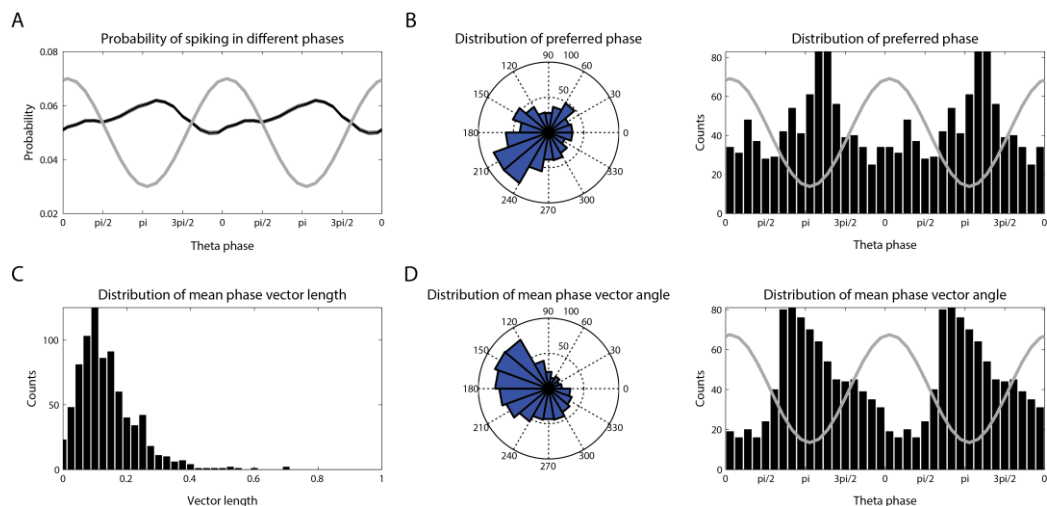 A
Probability of spiking in different phases
0.08
0.06
0.04
0.02
Probability
0 pi/2 pi 3pi/2 0 pi/2 pi 3pi/2 0
Theta phase
B
Distribution of preferred phase
90 100
120 60
50
150 30
180 0
210 330
240 300
270
Distribution of preferred phase
80
60
40
20
0
Counts
pi/2 pi 3pi/2 0 pi/2 pi 3pi/2 0
Theta phase
C
Distribution of mean phase vector length
100
50
0
Counts
0 0.2 0.4 0.6 0.8 1
Vector length
D
Distribution of mean phase vector angle
90 100
120 60
50
150 30
180 0
210 330
240 300
270
Distribution of mean phase vector angle
80
60
40
20
0
Counts
pi/2 pi 3pi/2 0 pi/2 pi 3pi/2 0
Theta phase